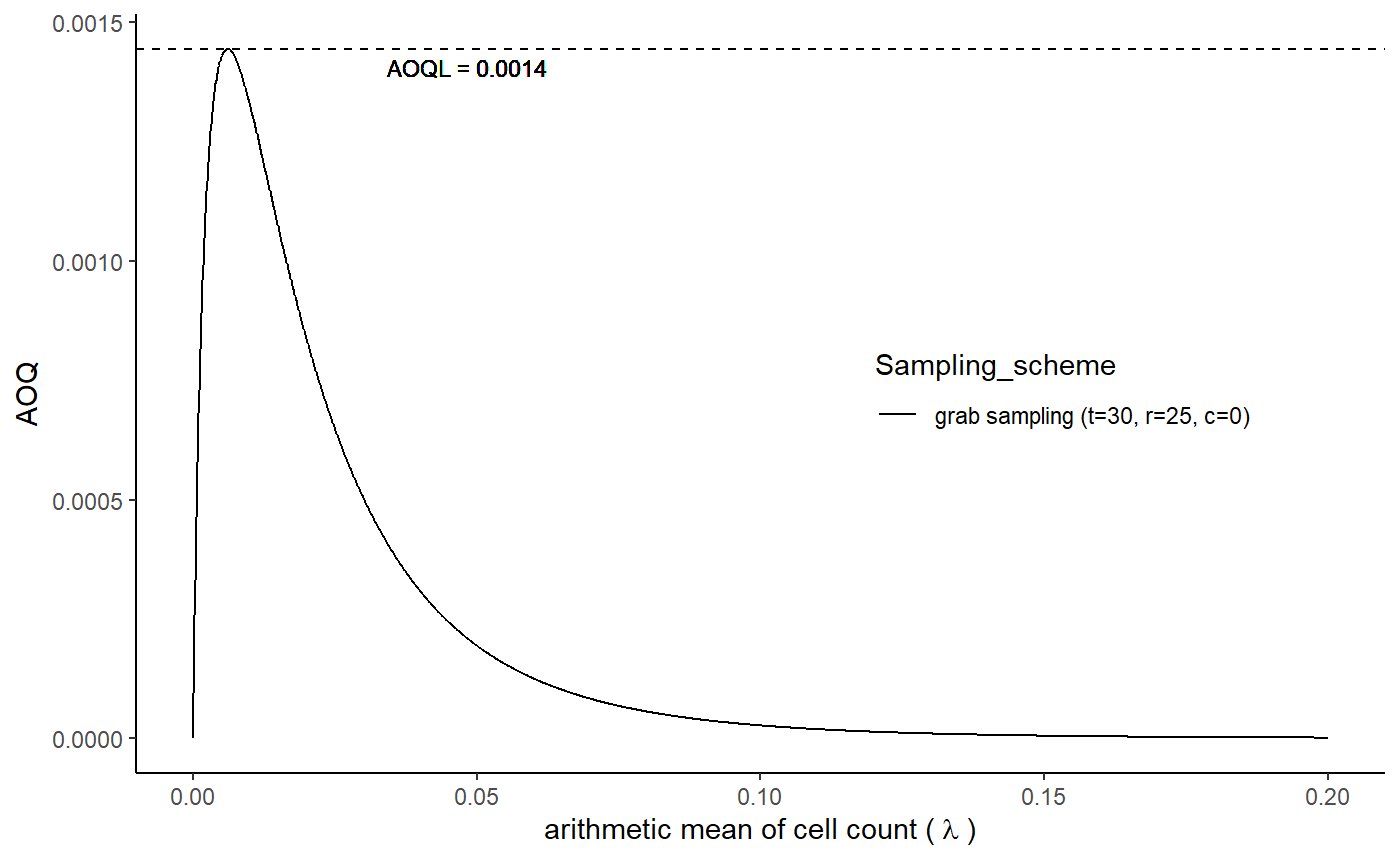 0.0015
AOQL = 0.0014
0.0010
0.0005
0.0000
AOQ
Sampling_scheme
grab sampling (t=30, r=25, c=0)
0.00 0.05 0.10 0.15 0.20
arithmetic mean of cell count ( λ )